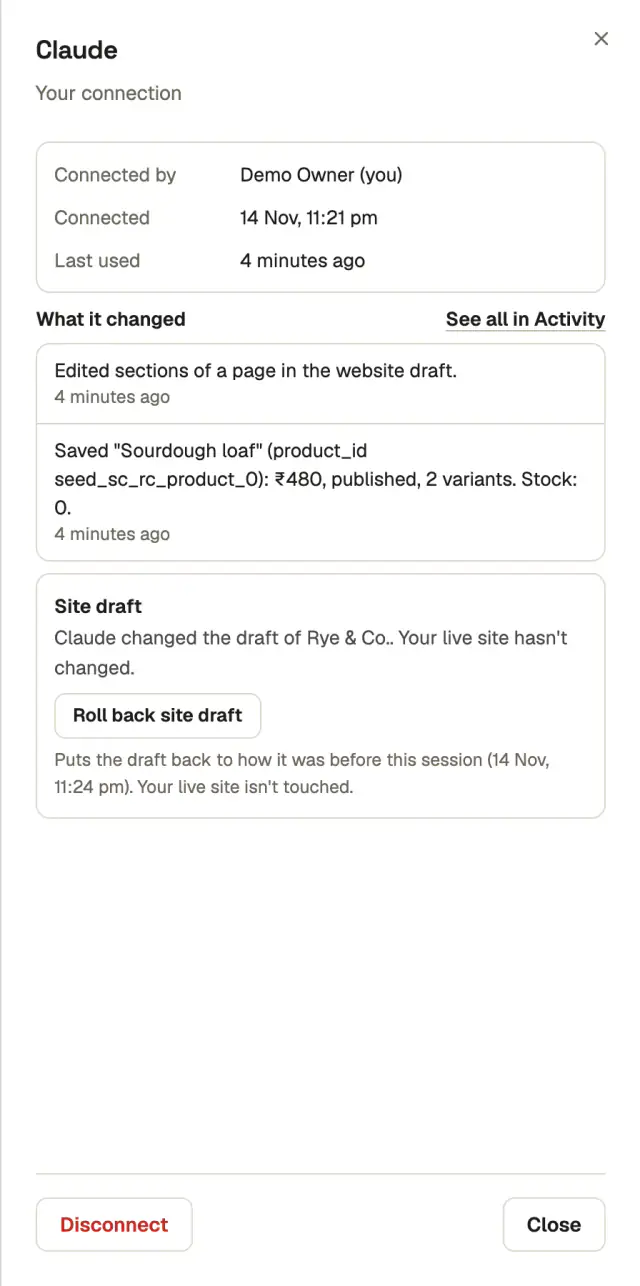 Claude
Your connection
Connected by
Demo Owner (you)
Connected
14 Nov, 11:21 pm
Last used
4 minutes ago
What it changed
See all in Activity
Edited sections of a page in the website draft.
4 minutes ago
Saved "Sourdough loaf" (product_id
seed_sc_rc_product_0): ₹480, published, 2 variants. Stock:
0.
4 minutes ago
Site draft
Claude changed the draft of Rye & Co.. Your live site hasn't
changed.
Roll back site draft
Puts the draft back to how it was before this session (14 Nov,
11:24 pm). Your live site isn't touched.
Disconnect
Close